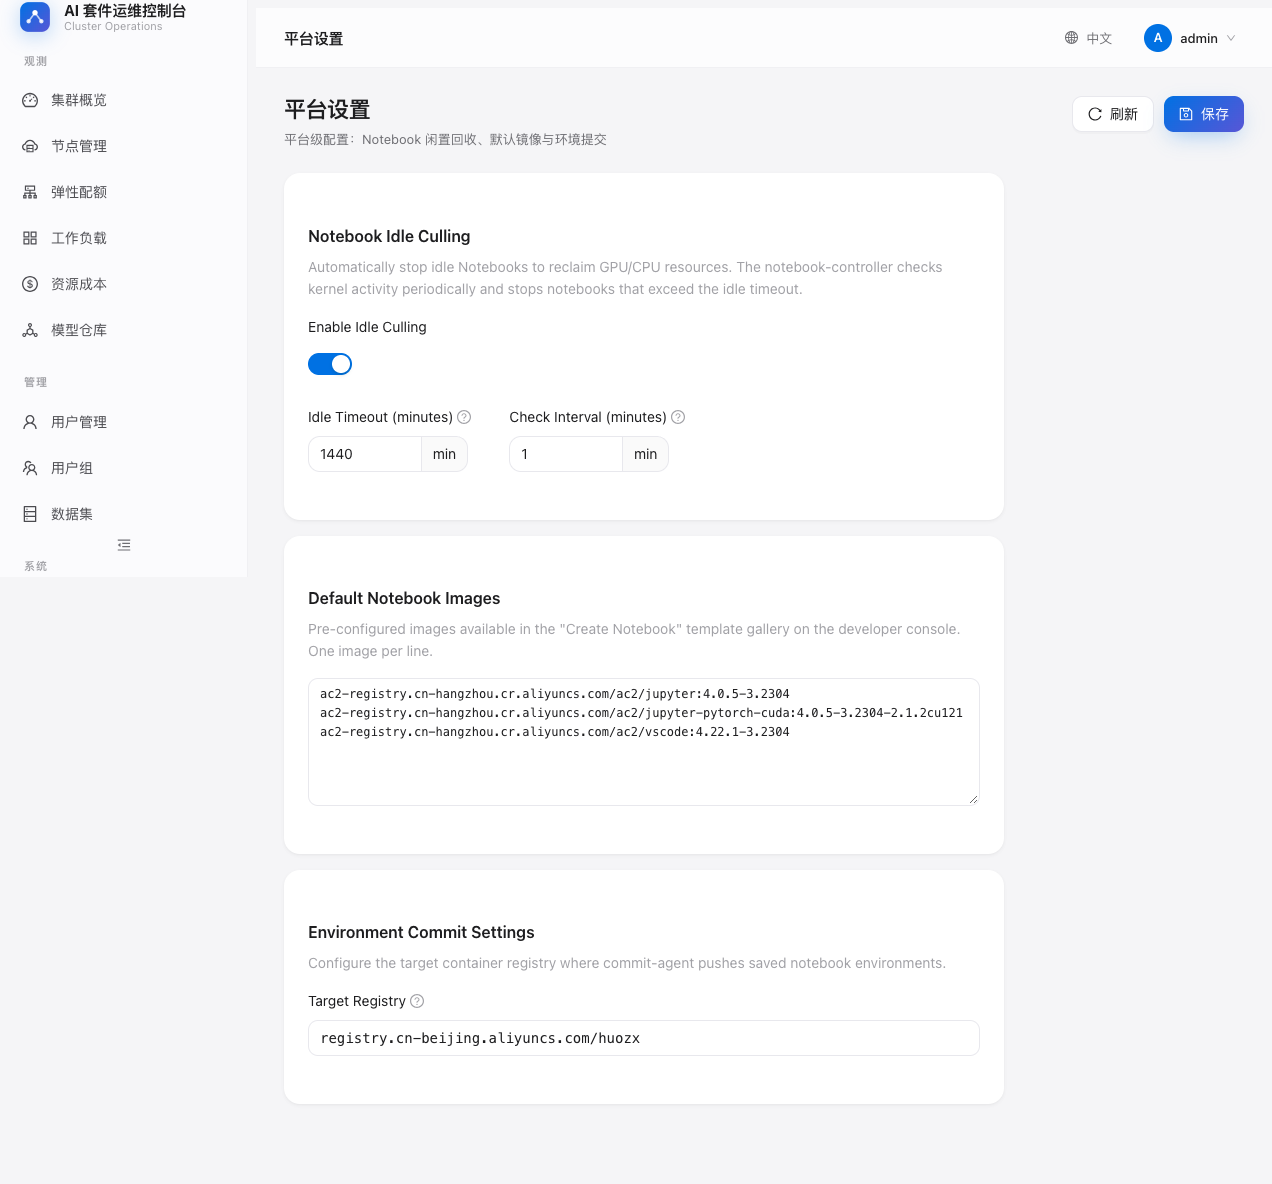 AI 套件运维控制台
Cluster Operations
观测
集群概览
节点管理
弹性配额
工作负载
资源成本
模型仓库
管理
用户管理
用户组
数据集
系统
平台设置
中文
A
admin
平台设置
平台级配置：Notebook 闲置回收、默认镜像与环境提交
刷新
保存
Notebook Idle Culling
Automatically stop idle Notebooks to reclaim GPU/CPU resources. The notebook-controller checks
kernel activity periodically and stops notebooks that exceed the idle timeout.
Enable Idle Culling
Idle Timeout (minutes)
Check Interval (minutes)
1440 min
1 min
Default Notebook Images
Pre-configured images available in the "Create Notebook" template gallery on the developer console.
One image per line.
ac2-registry.cn-hangzhou.cr.aliyuncs.com/ac2/jupyter:4.0.5-3.2304
ac2-registry.cn-hangzhou.cr.aliyuncs.com/ac2/jupyter-pytorch-cuda:4.0.5-3.2304-2.1.2cu121
ac2-registry.cn-hangzhou.cr.aliyuncs.com/ac2/vscode:4.22.1-3.2304
Environment Commit Settings
Configure the target container registry where commit-agent pushes saved notebook environments.
Target Registry
registry.cn-beijing.aliyuncs.com/huozx